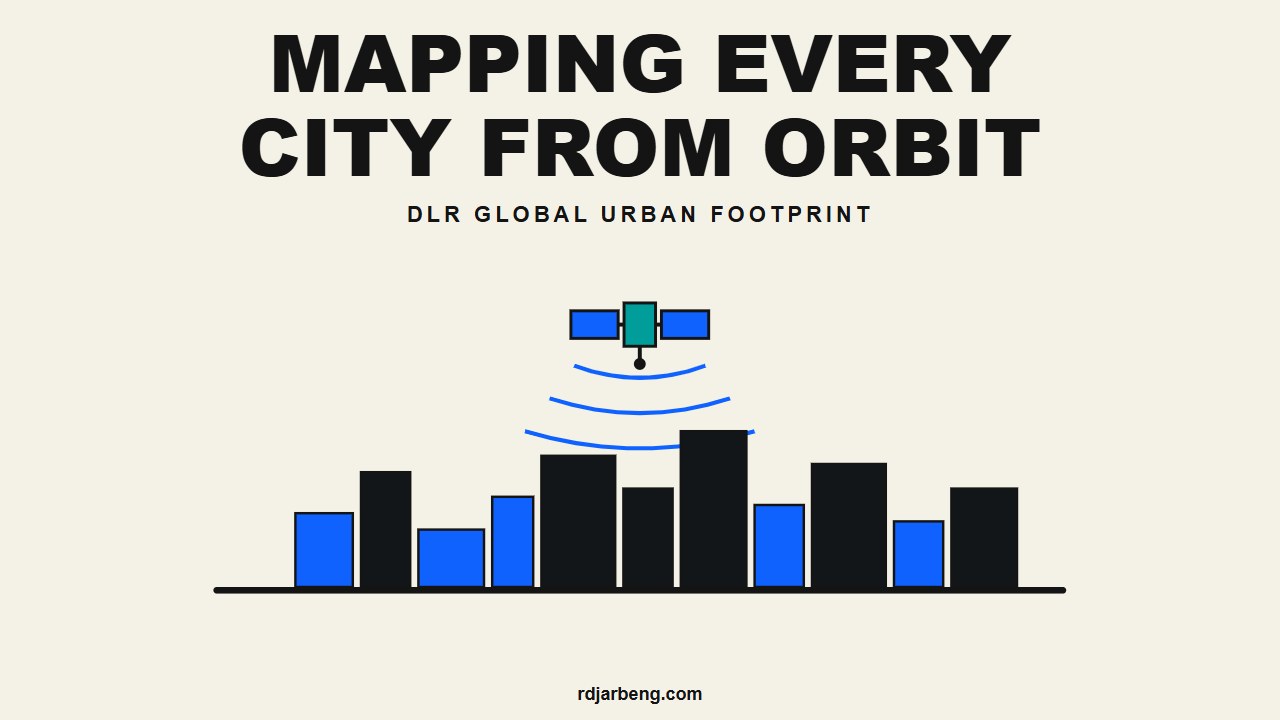 MAPPING EVERY
CITY FROM ORBIT
DLR GLOBAL URBAN FOOTPRINT
rdjarbeng.com